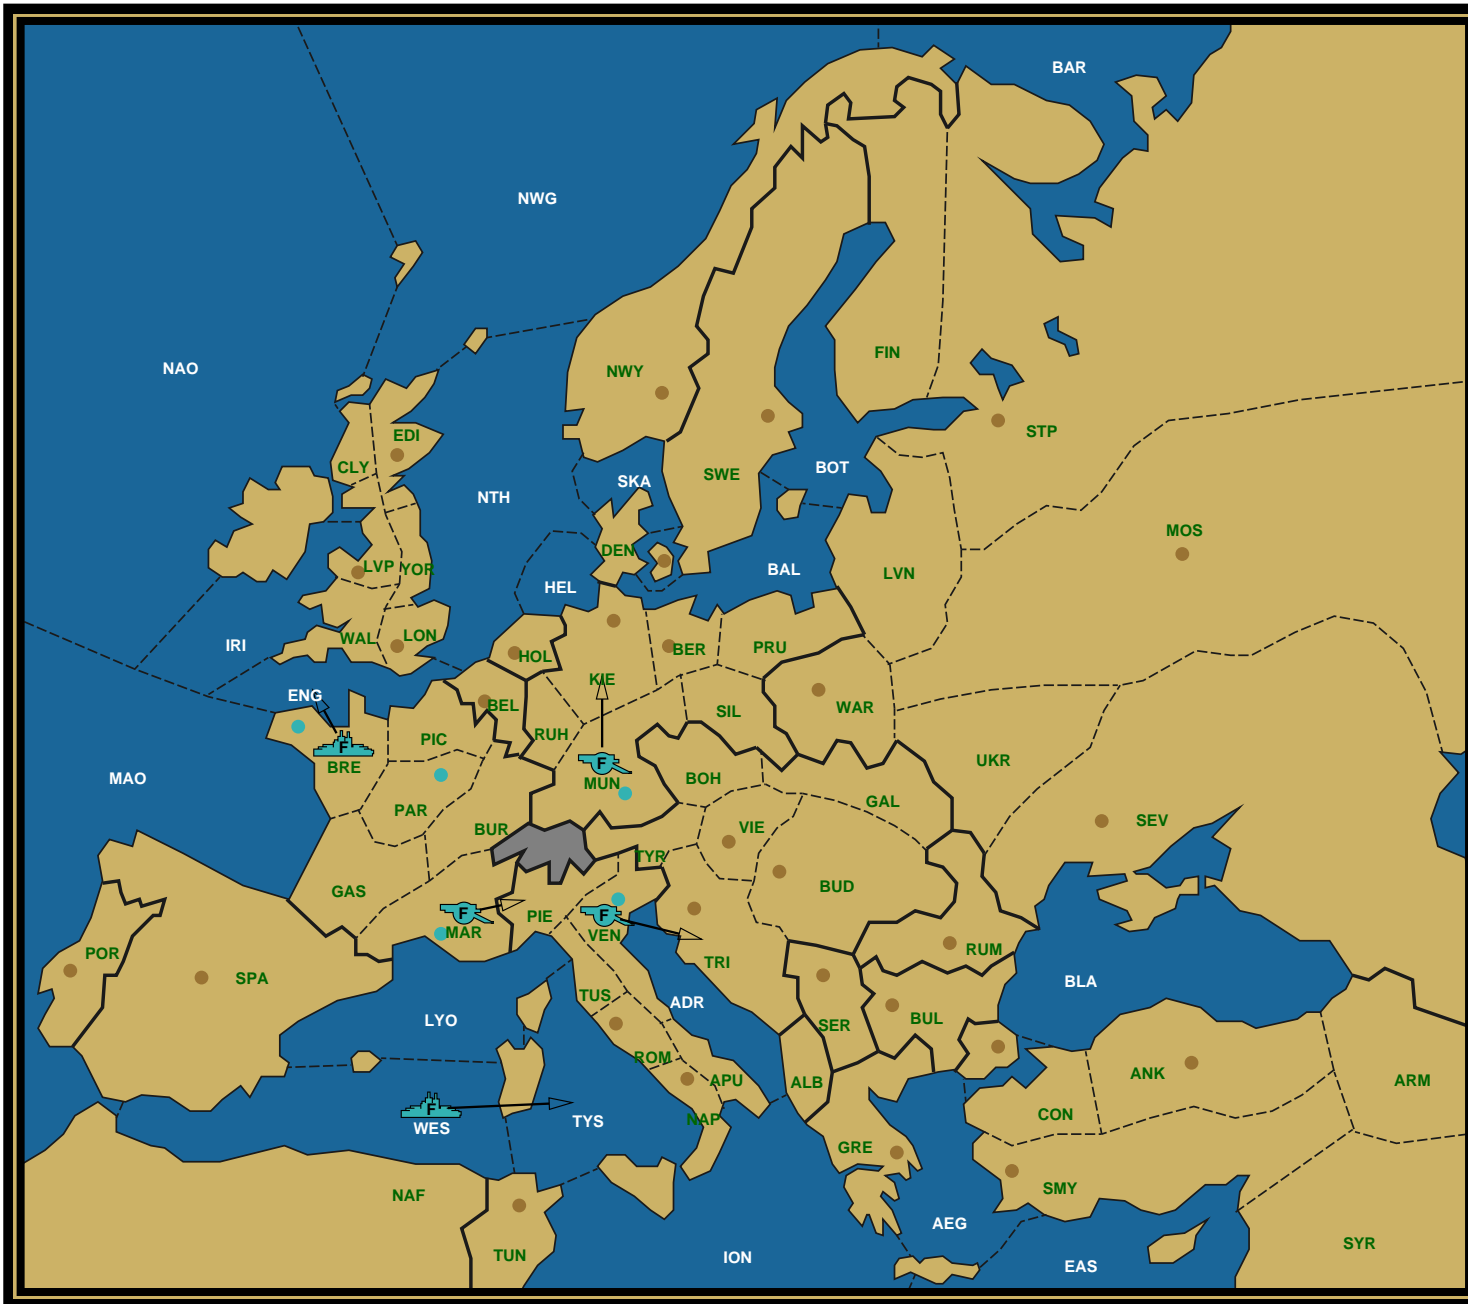 BAR
NWG
NAO
FIN
NWY
STP
EDI
CLY
SKA
BOT
SWE
NTH
MOS
DEN
LVP
YOR
HEL
BAL
LVN
WAL
LON
IRI
HOL
BER
PRU
KIE
ENG
BEL
SIL
WAR
RUH
PIC
F
BRE
UKR
F
MUN
BOH
MAO
PAR
GAL
BUR
VIE
SEV
TYR
BUD
GAS
F
MAR
PIE
F
VEN
POR
SPA
TRI
RUM
BLA
TUS
ADR
LYO
SER
BUL
ROM
APU
ALB
ANK
ARM
F
WES
TYS
NAP
CON
GRE
SMY
NAF
AEG
TUN
ION
EAS
SYR